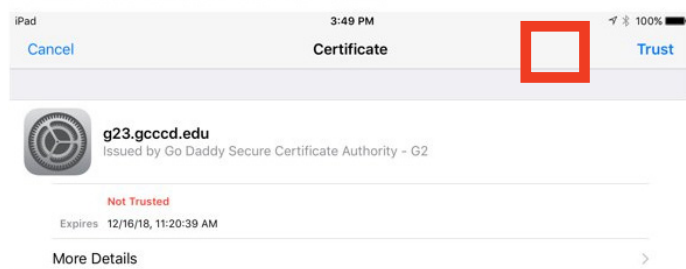 iPad 3:49 PM 100%
Cancel Certificate Trust
g23.gcccd.edu
Issued by Go Daddy Secure Certificate Authority - G2
Not Trusted
Expires 12/16/18, 11:20:39 AM
More Details